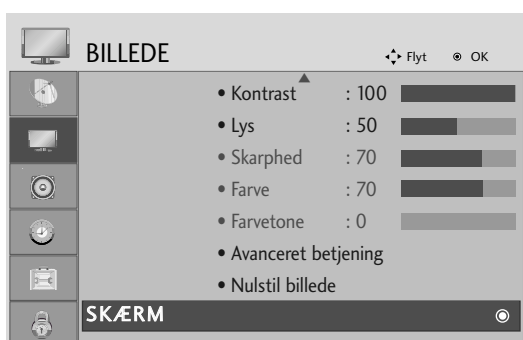 BILLEDE Flyt OK
• Kontrast : 100
• Lys : 50
• Skarphed : 70
• Farve : 70
• Farvetone : 0
• Avanceret betjening
• Nulstil billede
SKÆRM